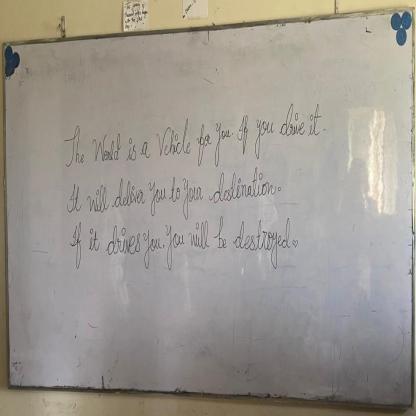 The World is a Vehicle for you. If you drive it.
It will deliver you to your destination.
If it drives you, you will be destroyed.